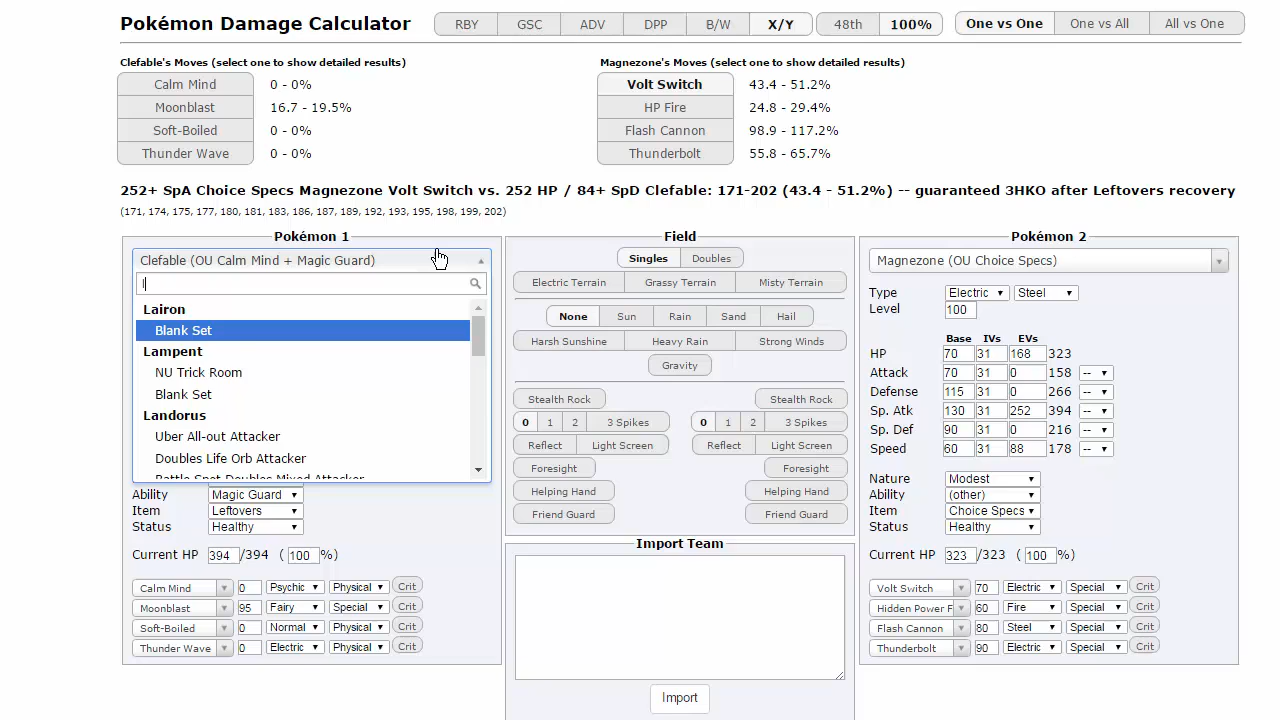 Pokémon Damage Calculator RBY GSC ADV DPP B/W X/Y 48th 100% One vs One One vs All All vs One
Clefable's Moves (select one to show detailed results) Magnezone's Moves (select one to show detailed results)
Calm Mind 0 - 0% Volt Switch 43.4 - 51.2%
Moonblast 16.7 - 19.5% HP Fire 24.8 - 29.4%
Soft-Boiled 0 - 0% Flash Cannon 98.9 - 117.2%
Thunder Wave 0 - 0% Thunderbolt 55.8 - 65.7%
252+ SpA Choice Specs Magnezone Volt Switch vs. 252 HP / 84+ SpD Clefable: 171-202 (43.4 - 51.2%) -- guaranteed 3HKO after Leftovers recovery
(171, 174, 175, 177, 180, 181, 183, 186, 187, 189, 192, 193, 195, 198, 199, 202)
Pokémon 1
Clefable (OU Calm Mind + Magic Guard)
l
Lairon
Blank Set
Lampent
NU Trick Room
Blank Set
Landorus
Uber All-out Attacker
Doubles Life Orb Attacker
Battle Spot Doubles Mixed Attacker
Ability Magic Guard
Item Leftovers
Status Healthy
Current HP 394 /394 ( 100 %)
Calm Mind 0 Psychic Physical Crit
Moonblast 95 Fairy Special Crit
Soft-Boiled 0 Normal Physical Crit
Thunder Wave 0 Electric Physical Crit
Field
Singles Doubles
Electric Terrain Grassy Terrain Misty Terrain
None Sun Rain Sand Hail
Harsh Sunshine Heavy Rain Strong Winds
Gravity
Stealth Rock Stealth Rock
0 1 2 3 Spikes 0 1 2 3 Spikes
Reflect Light Screen Reflect Light Screen
Foresight Foresight
Helping Hand Helping Hand
Friend Guard Friend Guard
Import Team
Import
Pokémon 2
Magnezone (OU Choice Specs)
Type Electric Steel
Level 100
Base IVs EVs
HP 70 31 168 323
Attack 70 31 0 158 --
Defense 115 31 0 266 --
Sp. Atk 130 31 252 394 --
Sp. Def 90 31 0 216 --
Speed 60 31 88 178 --
Nature Modest
Ability (other)
Item Choice Specs
Status Healthy
Current HP 323 /323 ( 100 %)
Volt Switch 70 Electric Special Crit
Hidden Power F 60 Fire Special Crit
Flash Cannon 80 Steel Special Crit
Thunderbolt 90 Electric Special Crit